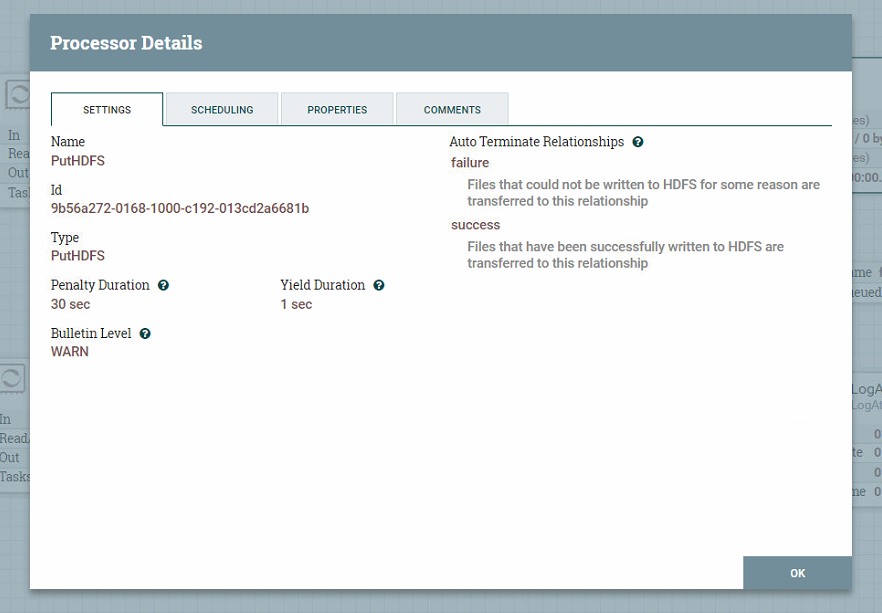 Processor Details
SETTINGS
SCHEDULING
PROPERTIES
COMMENTS
Name
PutHDFS
Id
9b56a272-0168-1000-c192-013cd2a6681b
Type
PutHDFS
Penalty Duration
30 sec
Yield Duration
1 sec
Bulletin Level
WARN
Auto Terminate Relationships
failure
Files that could not be written to HDFS for some reason are
transferred to this relationship
success
Files that have been successfully written to HDFS are
transferred to this relationship
OK
In
Out
In
Read/
Out
Tasks